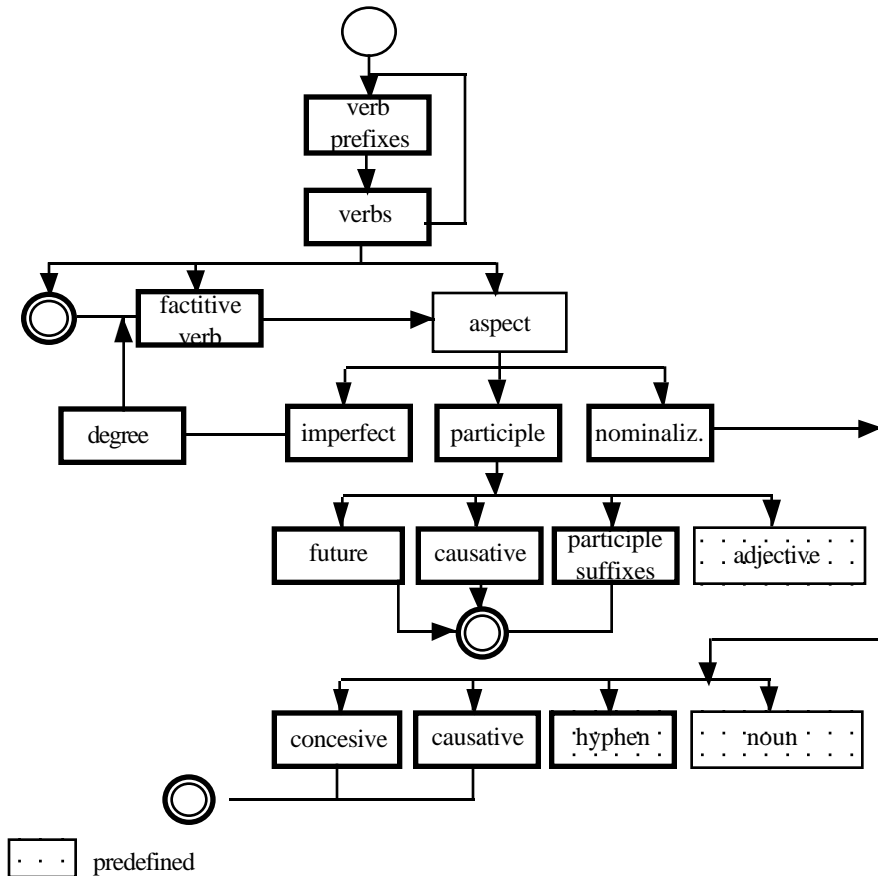 verb
prefixes
verbs
factitive
verb
aspect
degree
imperfect
participle
nominaliz.
future
causative
participle
suffixes
adjective
concesive
causative
hyphen
noun
predefined